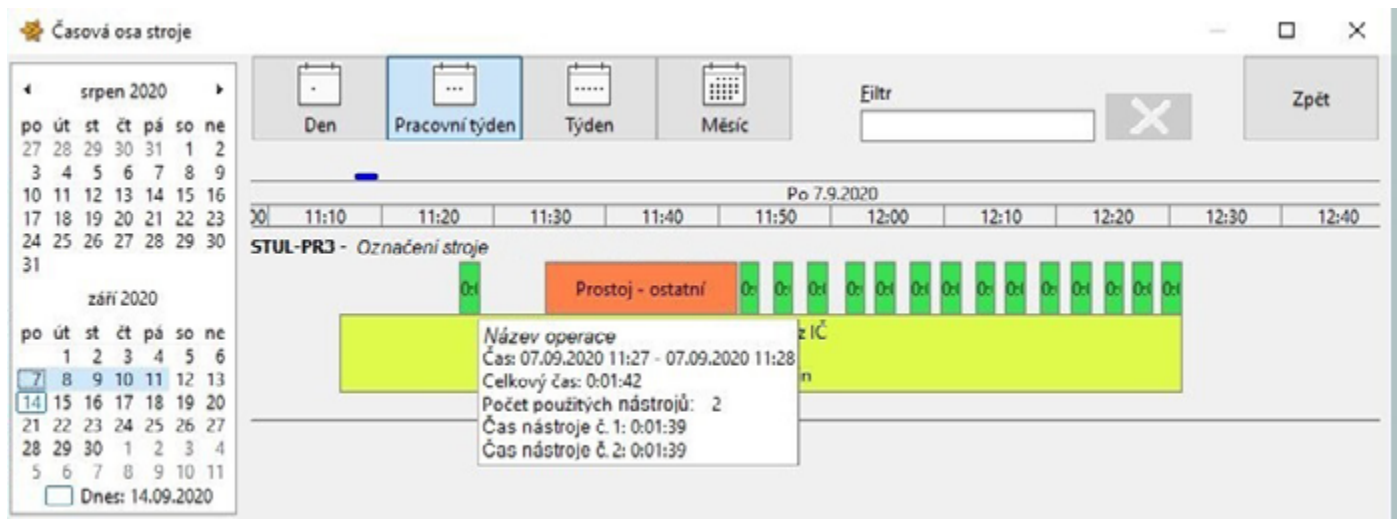 Časová osa stroje
srpen 2020
po út st čt pá so ne
27 28 29 30 31 1 2
3 4 5 6 7 8 9
10 11 12 13 14 15 16
17 18 19 20 21 22 23
24 25 26 27 28 29 30
31
září 2020
po út st čt pá so ne
1 2 3 4 5 6
7 8 9 10 11 12 13
14 15 16 17 18 19 20
21 22 23 24 25 26 27
28 29 30 1 2 3 4
5 6 7 8 9 10 11
Dnes: 14.09.2020
Den Pracovní týden Týden Měsíc
Filtr
Zpět
Po 7.9.2020
00 11:10 11:20 11:30 11:40 11:50 12:00 12:10 12:20 12:30 12:40
STUL-PR3 - Označení stroje
Prostoj - ostatní
z IČ
Název operace
Čas: 07.09.2020 11:27 - 07.09.2020 11:28
Celkový čas: 0:01:42
Počet použitých nástrojů: 2
Čas nástroje č. 1: 0:01:39
Čas nástroje č. 2: 0:01:39